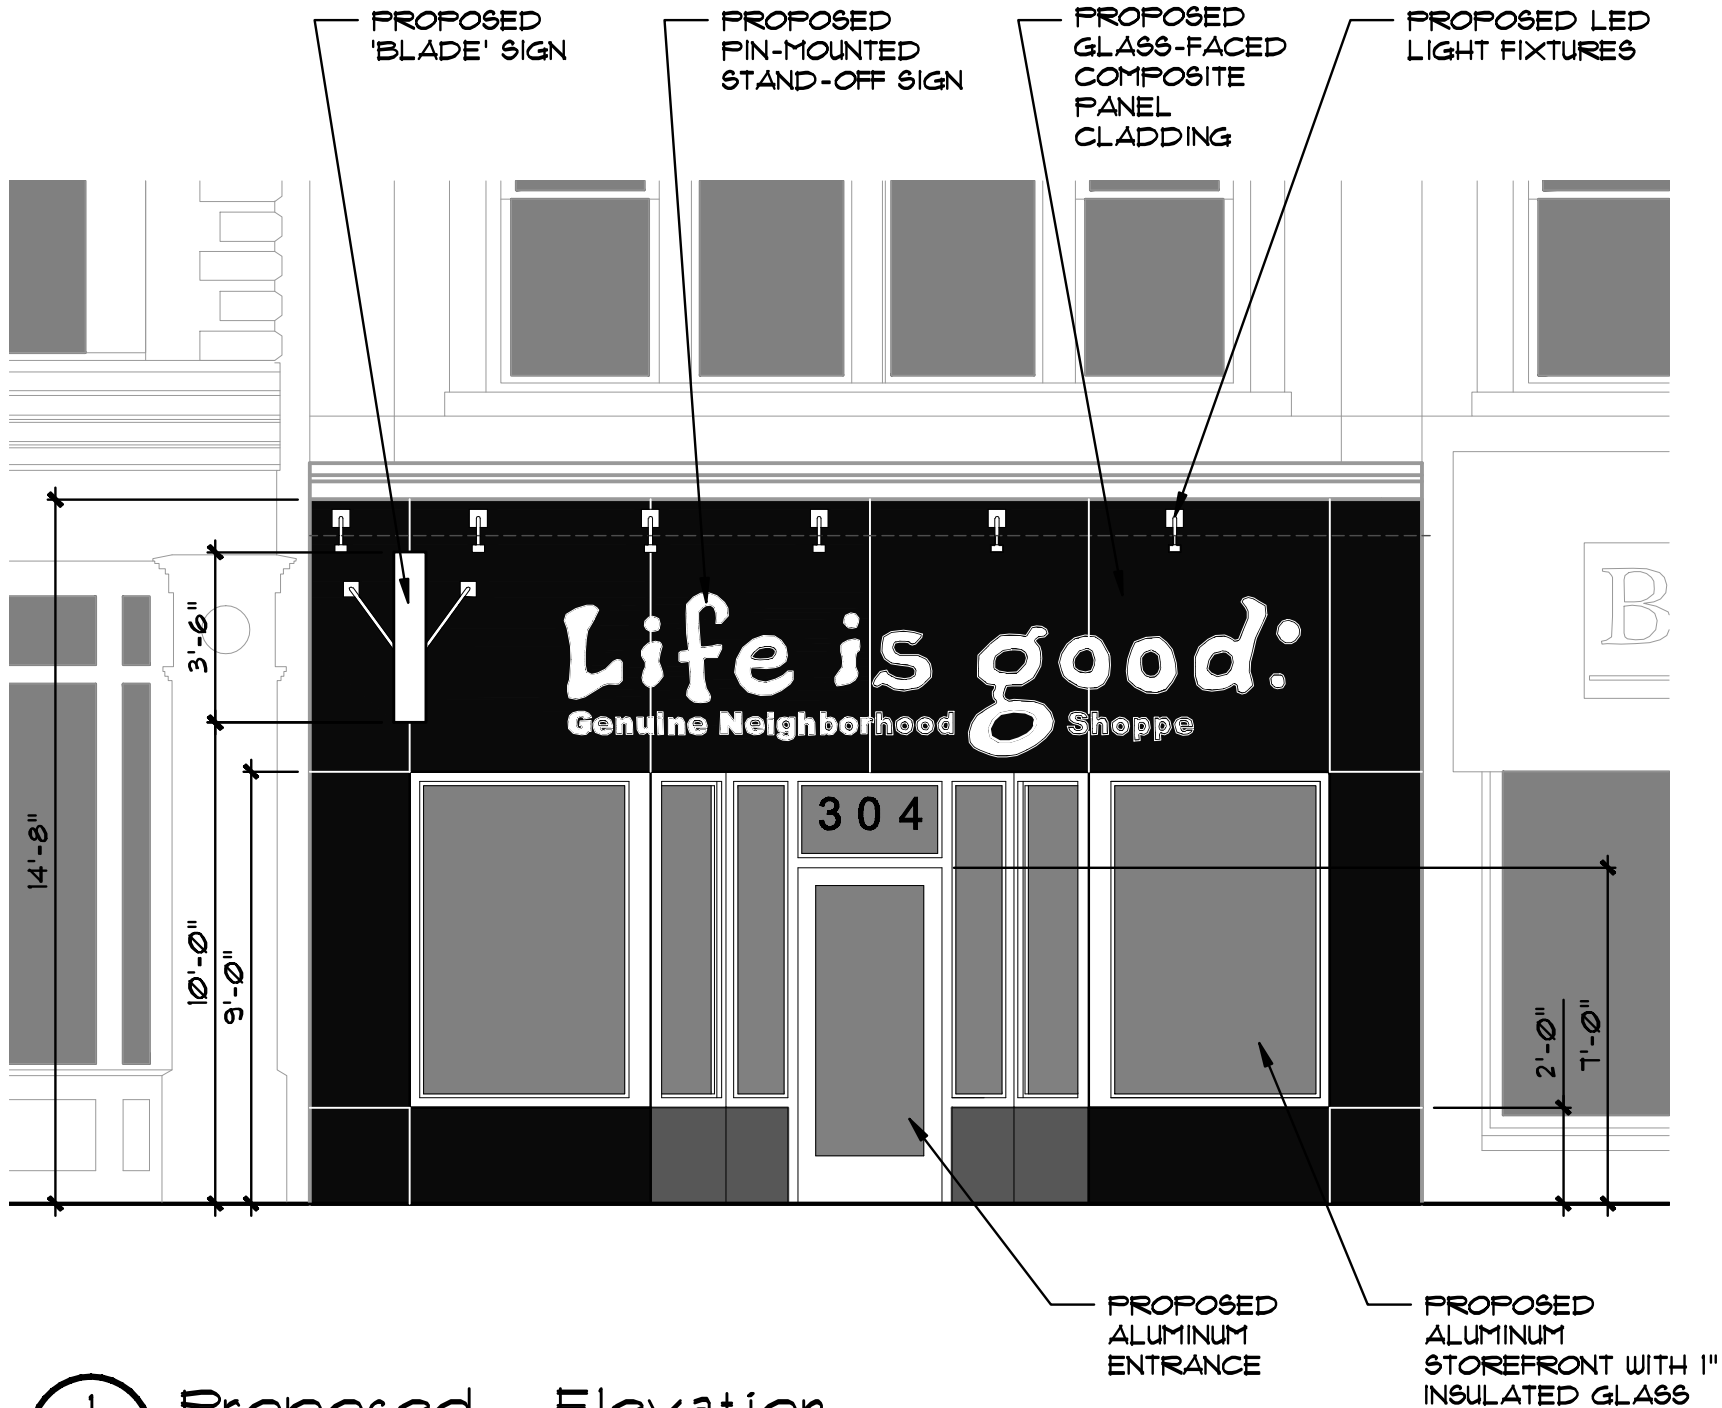 PROPOSED
'BLADE' SIGN
PROPOSED
PIN-MOUNTED
STAND-OFF SIGN
PROPOSED
GLASS-FACED
COMPOSITE
PANEL
CLADDING
PROPOSED LED
LIGHT FIXTURES
Life is good:
Genuine Neighborhood Shoppe
B
304
3'-6"
14'-8"
10'-0"
9'-0"
2'-0"
7'-0"
PROPOSED
ALUMINUM
ENTRANCE
PROPOSED
ALUMINUM
STOREFRONT WITH 1"
INSULATED GLASS
1
Proposed Elevation